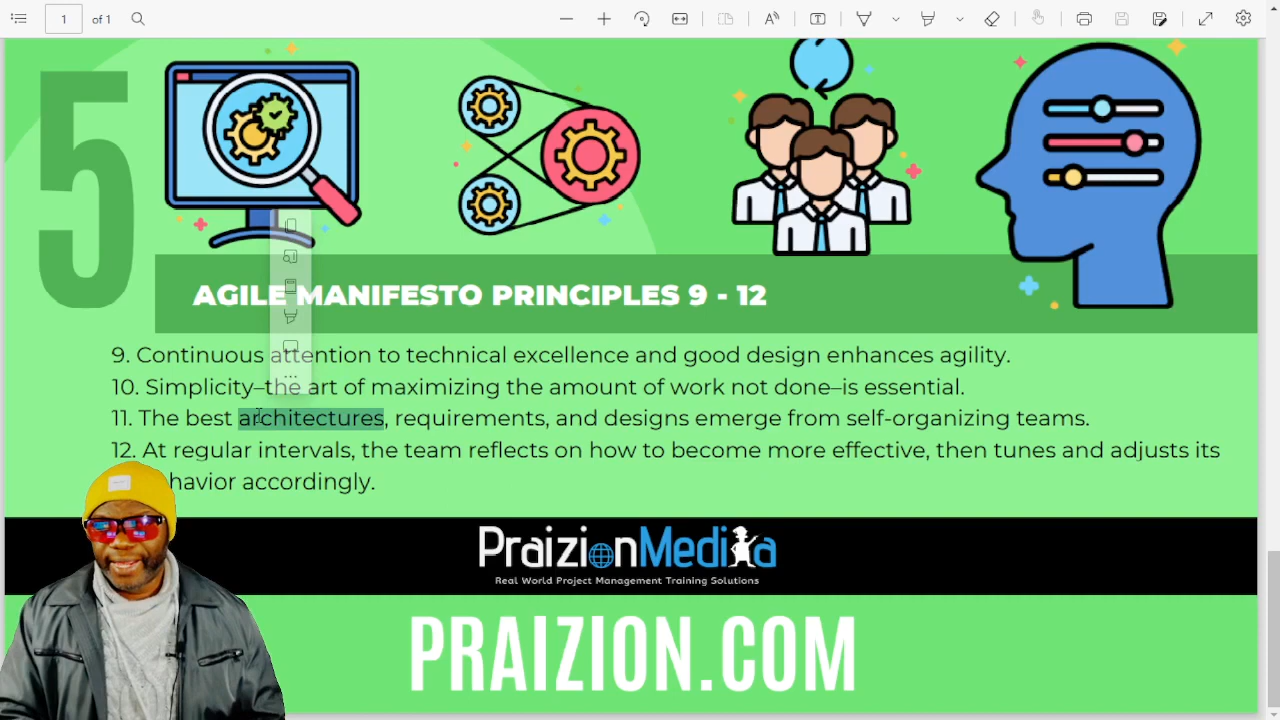 1 of 1
5
AGILE MANIFESTO PRINCIPLES 9 - 12
9. Continuous attention to technical excellence and good design enhances agility.
10. Simplicity–the art of maximizing the amount of work not done–is essential.
11. The best architectures, requirements, and designs emerge from self-organizing teams.
12. At regular intervals, the team reflects on how to become more effective, then tunes and adjusts its
havior accordingly.
PraizionMedia
Real World Project Management Training Solutions
PRAIZION.COM